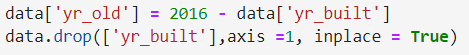 data['yr_old'] = 2016 - data['yr_built']
data.drop(['yr_built'],axis =1, inplace = True)